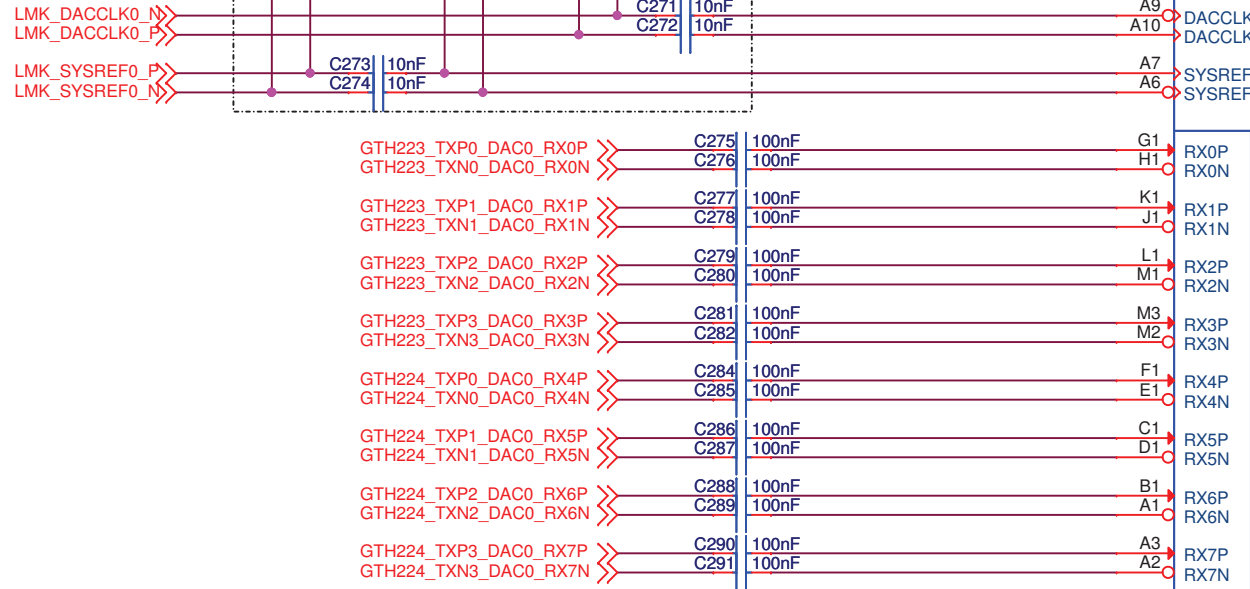 LMK_DACCLK0_N C271 10nF A9 DACCLK
LMK_DACCLK0_P C272 10nF A10 DACCLK
LMK_SYSREF0_P C273 10nF A7 SYSREF
LMK_SYSREF0_N C274 10nF A6 SYSREF
GTH223_TXP0_DAC0_RX0P C275 100nF G1 RX0P
GTH223_TXN0_DAC0_RX0N C276 100nF H1 RX0N
GTH223_TXP1_DAC0_RX1P C277 100nF K1 RX1P
GTH223_TXN1_DAC0_RX1N C278 100nF J1 RX1N
GTH223_TXP2_DAC0_RX2P C279 100nF L1 RX2P
GTH223_TXN2_DAC0_RX2N C280 100nF M1 RX2N
GTH223_TXP3_DAC0_RX3P C281 100nF M3 RX3P
GTH223_TXN3_DAC0_RX3N C282 100nF M2 RX3N
GTH224_TXP0_DAC0_RX4P C284 100nF F1 RX4P
GTH224_TXN0_DAC0_RX4N C285 100nF E1 RX4N
GTH224_TXP1_DAC0_RX5P C286 100nF C1 RX5P
GTH224_TXN1_DAC0_RX5N C287 100nF D1 RX5N
GTH224_TXP2_DAC0_RX6P C288 100nF B1 RX6P
GTH224_TXN2_DAC0_RX6N C289 100nF A1 RX6N
GTH224_TXP3_DAC0_RX7P C290 100nF A3 RX7P
GTH224_TXN3_DAC0_RX7N C291 100nF A2 RX7N